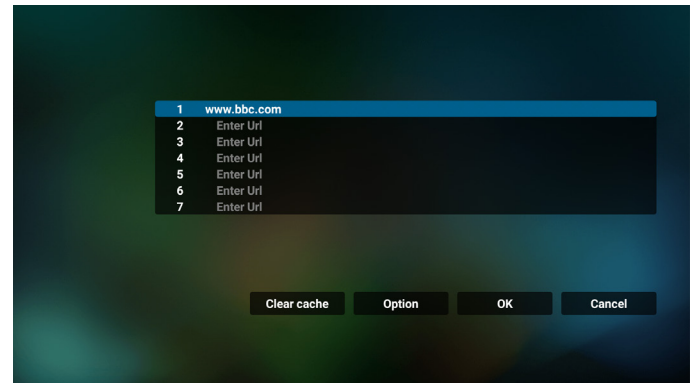 1 www.bbc.com
2 Enter Url
3 Enter Url
4 Enter Url
5 Enter Url
6 Enter Url
7 Enter Url
Clear cache Option OK Cancel